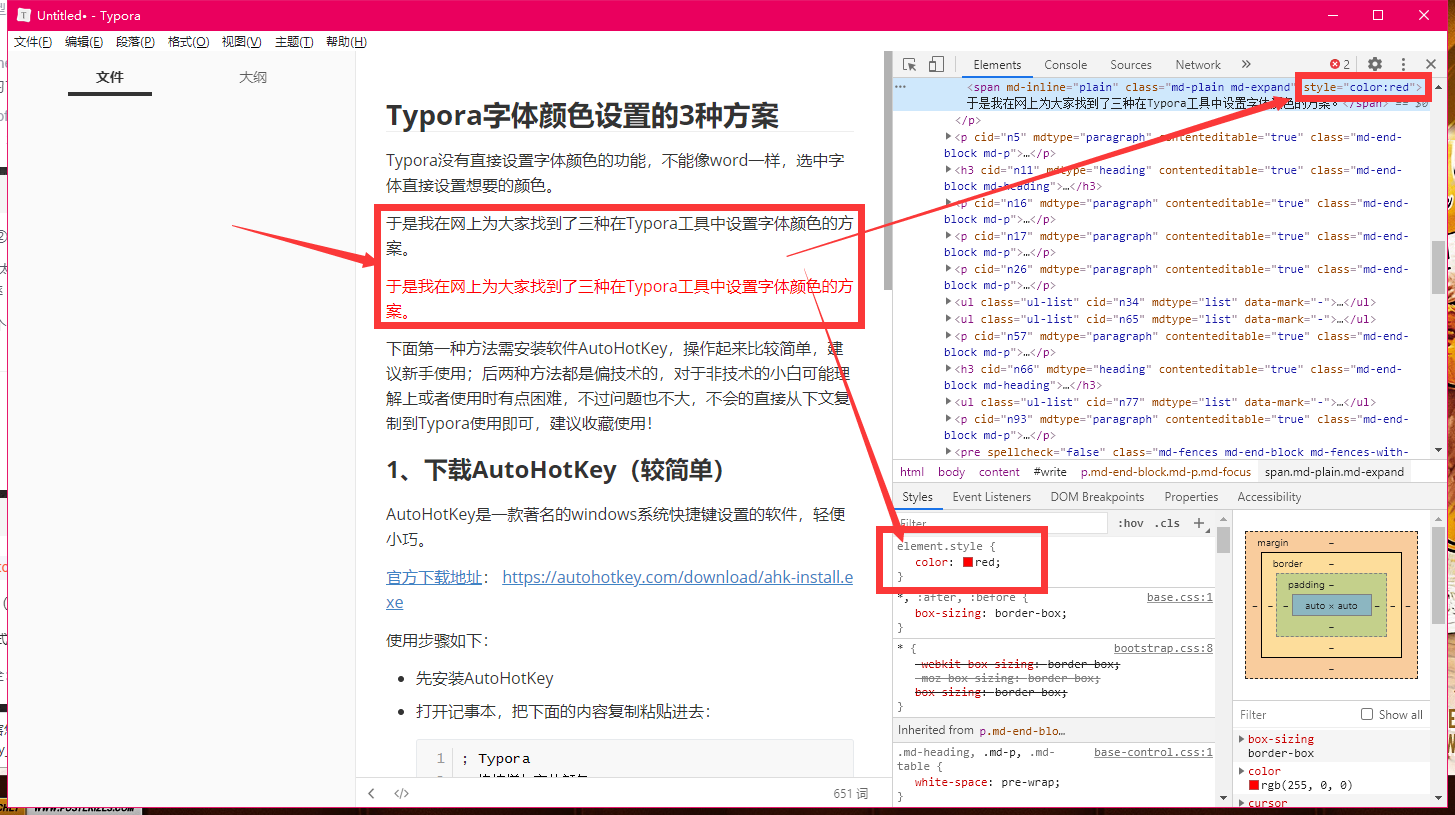 Untitled• - Typora
文件(F) 编辑(E) 段落(P) 格式(O) 视图(V) 主题(T) 帮助(H)
文件 大纲
Typora字体颜色设置的3种方案
Typora没有直接设置字体颜色的功能，不能像word一样，选中字
体直接设置想要的颜色。
于是我在网上为大家找到了三种在Typora工具中设置字体颜色的方
案。
于是我在网上为大家找到了三种在Typora工具中设置字体颜色的方
案。
下面第一种方法需安装软件AutoHotKey，操作起来比较简单，建
议新手使用；后两种方法都是偏技术的，对于非技术的小白可能理
解上或者使用时有点困难，不过问题也不大，不会的直接从下文复
制到Typora使用即可，建议收藏使用！
1、下载AutoHotKey（较简单）
AutoHotKey是一款著名的windows系统快捷键设置的软件，轻便
小巧。
官方下载地址： https://autohotkey.com/download/ahk-install.e
xe
使用步骤如下：
• 先安装AutoHotKey
• 打开记事本，把下面的内容复制粘贴进去：
1 ; Typora
651 词
Elements Console Sources Network » 2
<span md-inline="plain" class="md-plain md-expand" style="color:red">
于是我在网上为大家找到了三种在Typora工具中设置字体颜色的方案。</span> == $0
</p>
<p cid="n5" mdtype="paragraph" contenteditable="true" class="md-end-
block md-p">…</p>
<h3 cid="n11" mdtype="heading" contenteditable="true" class="md-end-
block md-heading">…</h3>
<p cid="n16" mdtype="paragraph" contenteditable="true" class="md-end-
block md-p">…</p>
<p cid="n17" mdtype="paragraph" contenteditable="true" class="md-end-
block md-p">…</p>
<p cid="n26" mdtype="paragraph" contenteditable="true" class="md-end-
block md-p">…</p>
<ul class="ul-list" cid="n34" mdtype="list" data-mark="-">…</ul>
<ul class="ul-list" cid="n65" mdtype="list" data-mark="-">…</ul>
<p cid="n57" mdtype="paragraph" contenteditable="true" class="md-end-
block md-p">…</p>
<h3 cid="n66" mdtype="heading" contenteditable="true" class="md-end-
block md-heading">…</h3>
<ul class="ul-list" cid="n77" mdtype="list" data-mark="-">…</ul>
<p cid="n93" mdtype="paragraph" contenteditable="true" class="md-end-
block md-p">…</p>
<pre spellcheck="false" class="md-fences md-end-block md-fences-with-
html body content #write p.md-end-block.md-p.md-focus span.md-plain.md-expand
Styles Event Listeners DOM Breakpoints Properties Accessibility
Filter :hov .cls +
element.style {
color: red;
}
*, :after, :before { base.css:1
box-sizing: border-box;
}
* { bootstrap.css:8
-webkit-box-sizing: border-box;
-moz-box-sizing: border-box;
box-sizing: border-box;
}
Inherited from p.md-end-blo…
.md-heading, .md-p, .md- base-control.css:1
table {
white-space: pre-wrap;
}
margin -
border -
padding -
auto × auto
Filter Show all
box-sizing
border-box
color
rgb(255, 0, 0)
cursor